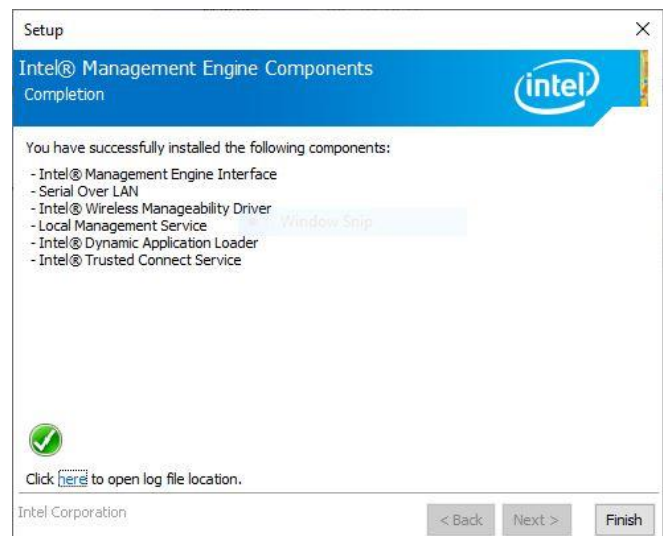 Setup
Intel® Management Engine Components
intel
Completion
You have successfully installed the following components:
- Intel® Management Engine Interface
- Serial Over LAN
- Intel® Wireless Manageability Driver
- Local Management Service
Window Snip
- Intel® Dynamic Application Loader
- Intel® Trusted Connect Service
Click here to open log file location.
Intel Corporation
< Back Next > Finish